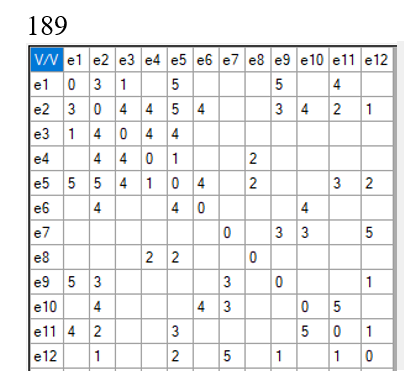 189
V/V e1 e2 e3 e4 e5 e6 e7 e8 e9 e10 e11 e12
e1 0 3 1 5 5 4
e2 3 0 4 4 5 4 3 4 2 1
e3 1 4 0 4 4
e4 4 4 0 1 2
e5 5 5 4 1 0 4 2 3 2
e6 4 4 0 4
e7 0 3 3 5
e8 2 2 0
e9 5 3 3 0 1
e10 4 4 3 0 5
e11 4 2 3 5 0 1
e12 1 2 5 1 1 0